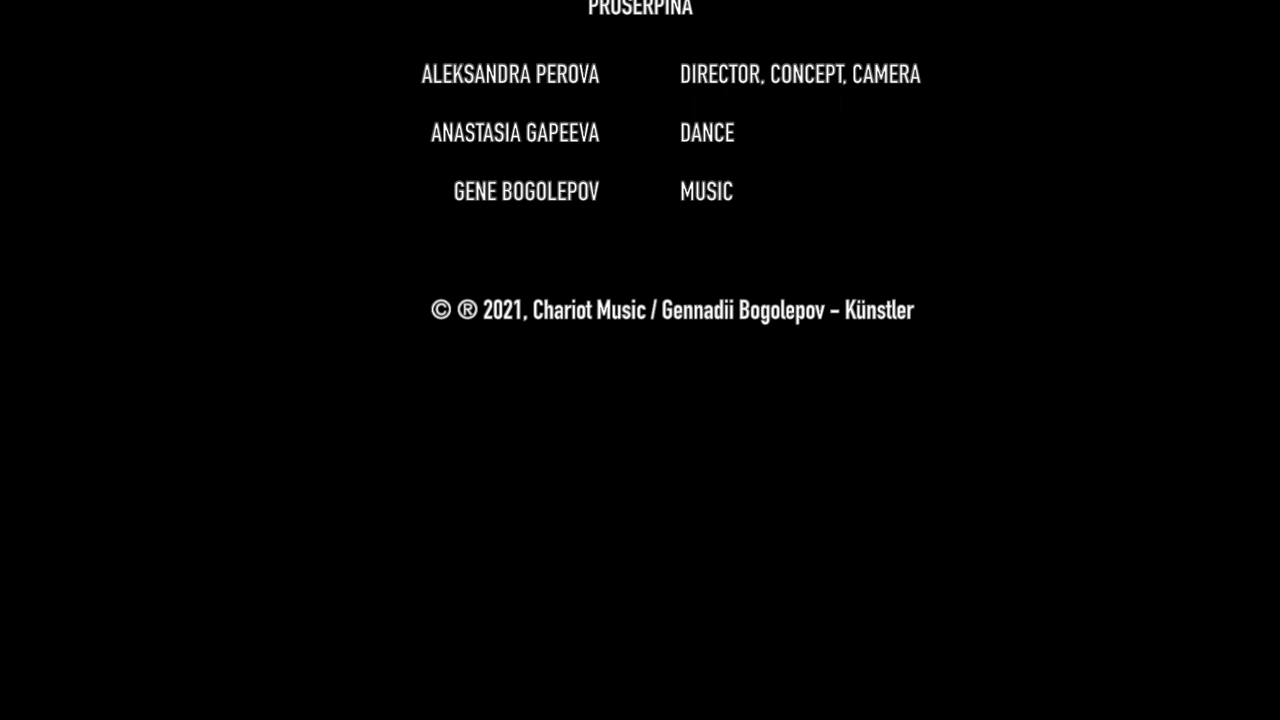 PROSERPINA
ALEKSANDRA PEROVA DIRECTOR, CONCEPT, CAMERA
ANASTASIA GAPEEVA DANCE
GENE BOGOLEPOV MUSIC
© ® 2021, Chariot Music / Gennadii Bogolepov - Künstler